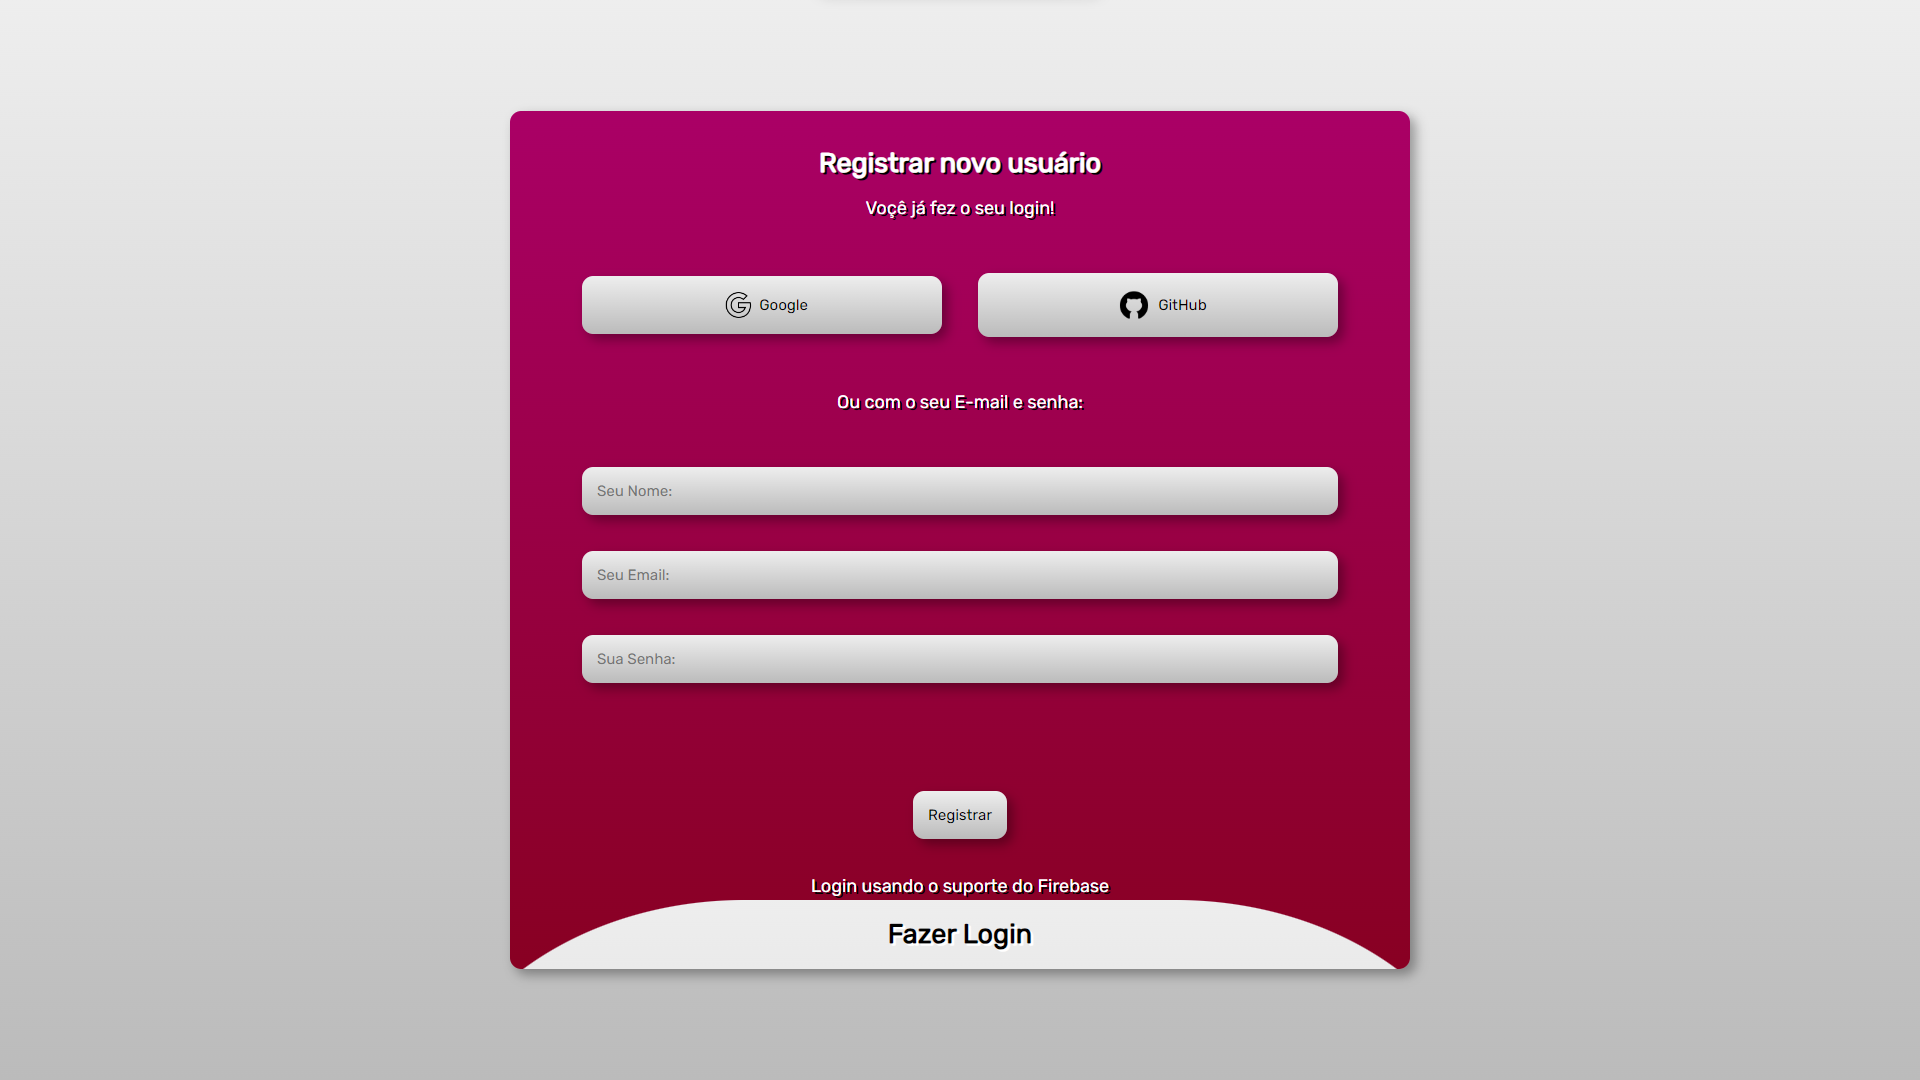 Registrar novo usuário
Voçê já fez o seu login!
Google
GitHub
Ou com o seu E-mail e senha:
Seu Nome:
Seu Email:
Sua Senha:
Registrar
Login usando o suporte do Firebase
Fazer Login